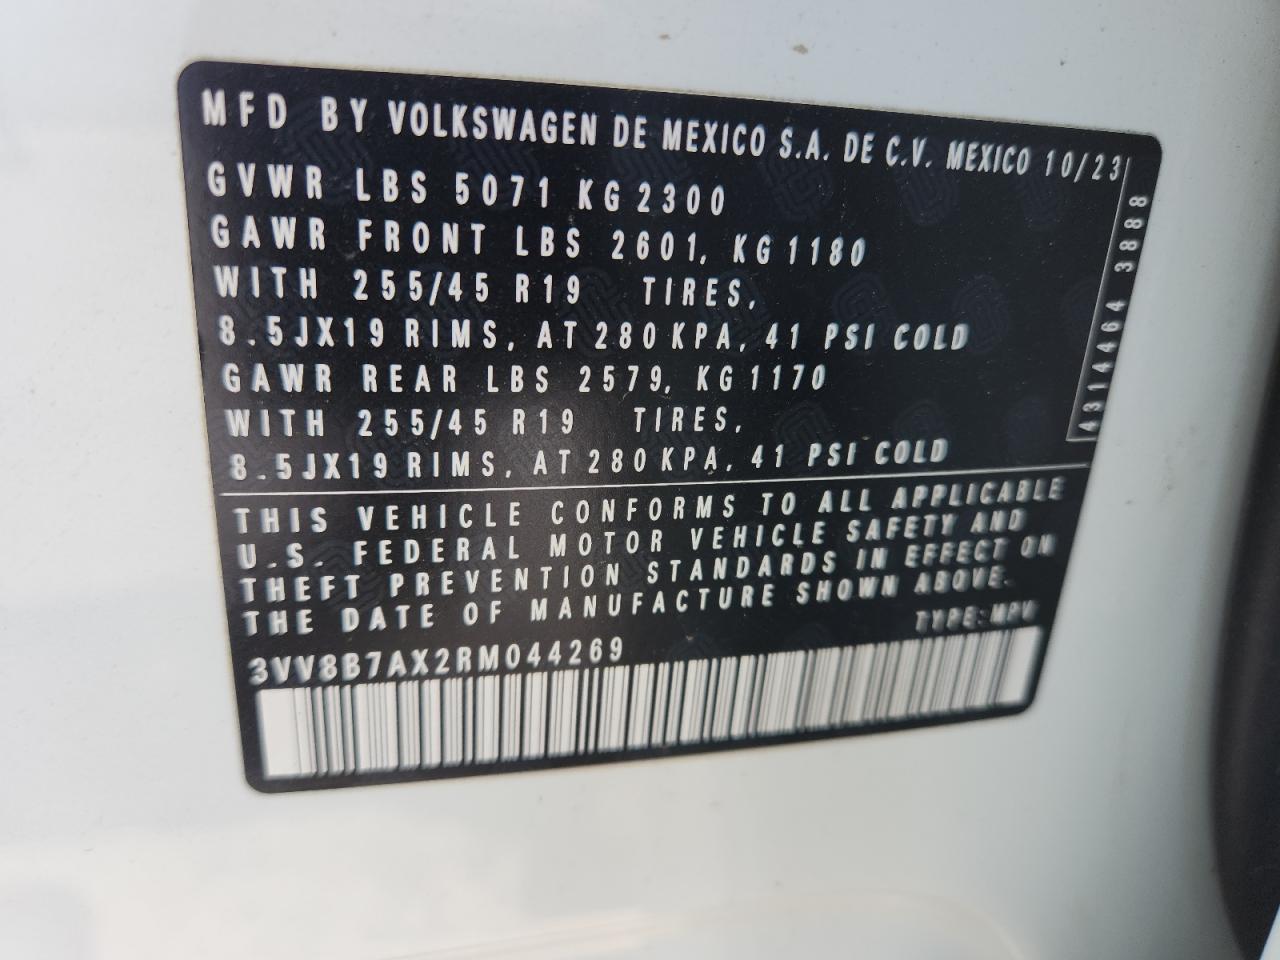 MFD BY VOLKSWAGEN DE MEXICO S.A. DE C.V. MEXICO 10/23
GVWR LBS 5071 KG 2300
GAWR FRONT LBS 2601, KG 1180
WITH 255/45 R19 TIRES,
8.5JX19 RIMS, AT 280 KPA, 41 PSI COLD
GAWR REAR LBS 2579, KG 1170
WITH 255/45 R19 TIRES,
8.5JX19 RIMS, AT 280 KPA, 41 PSI COLD
4314464 3888
THIS VEHICLE CONFORMS TO ALL APPLICABLE
U.S. FEDERAL MOTOR VEHICLE SAFETY AND
THEFT PREVENTION STANDARDS IN EFFECT ON
THE DATE OF MANUFACTURE SHOWN ABOVE.
TYPE: MPV
3VV8B7AX2RM044269